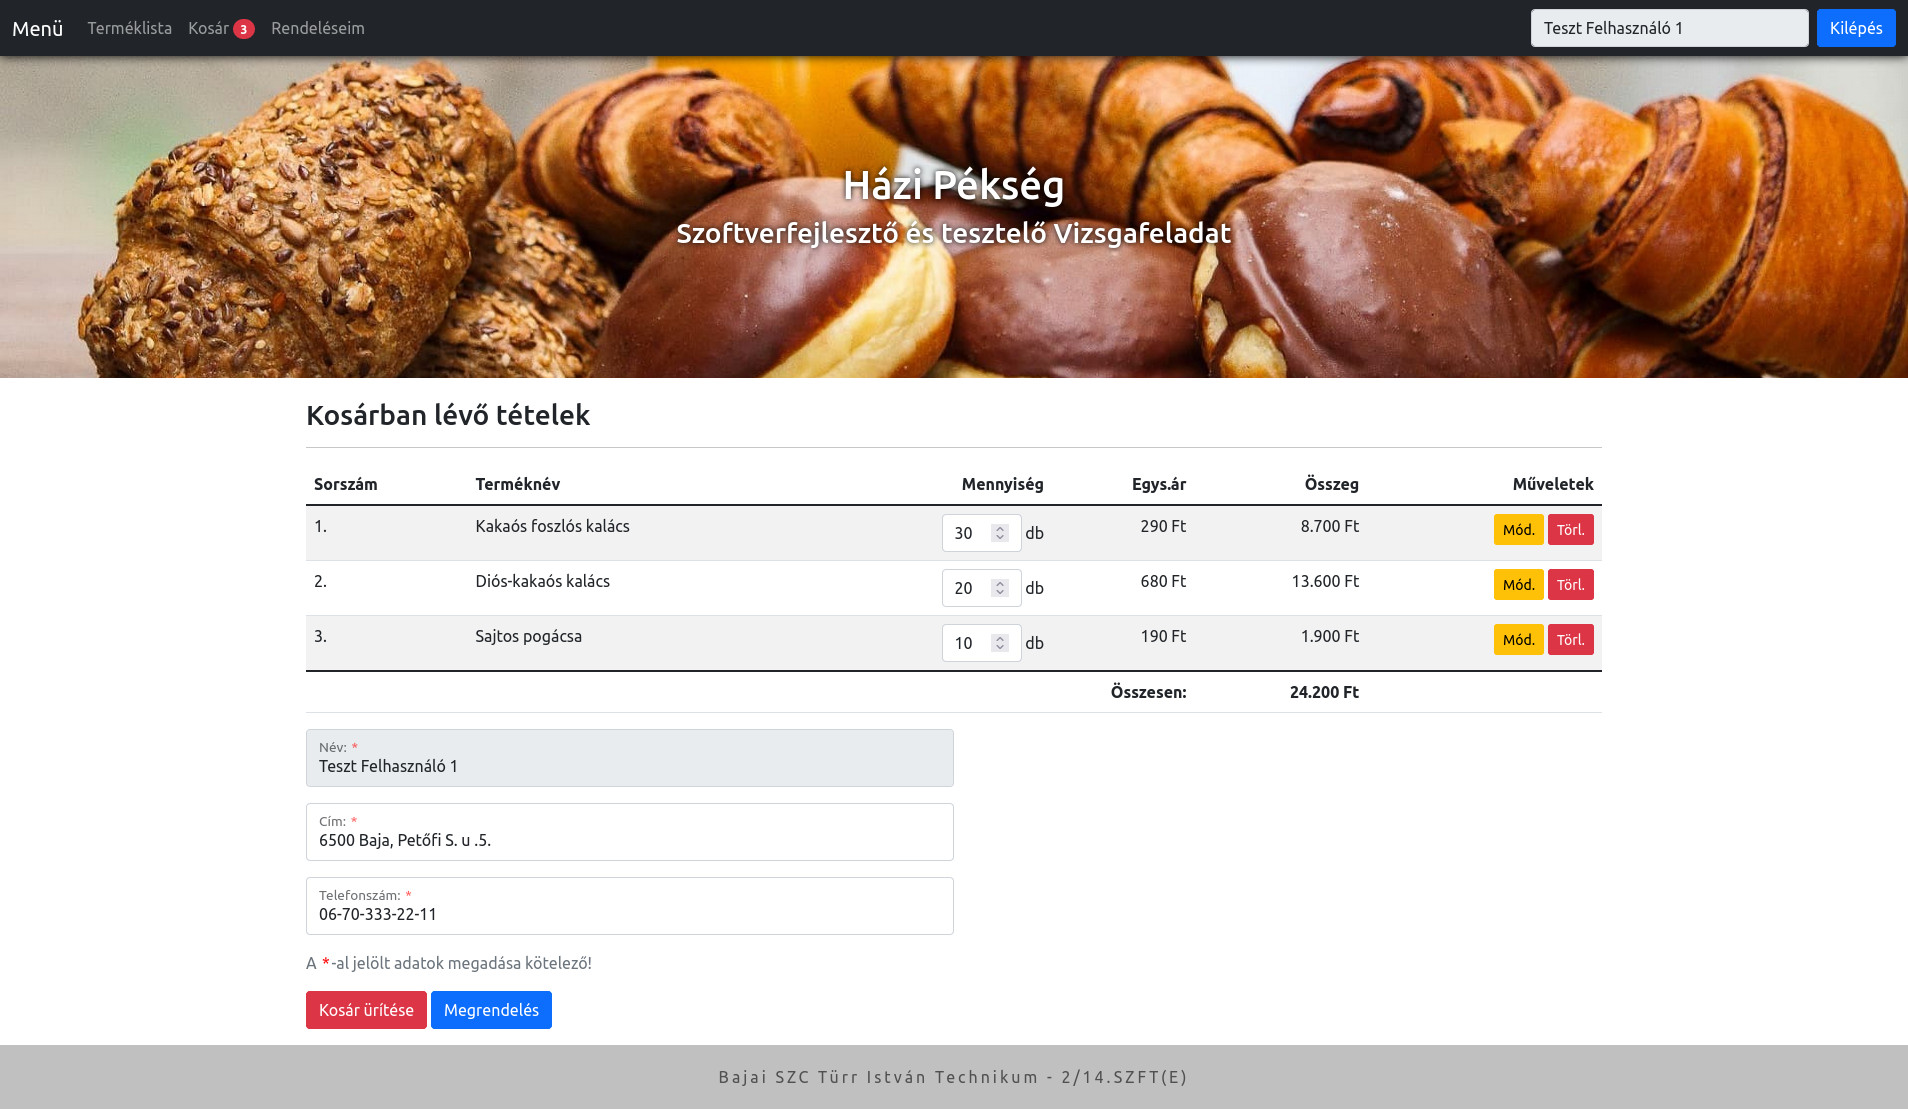 Menü Terméklista Kosár 3 Rendeléseim Teszt Felhasználó 1 Kilépés
Házi Pékség
Szoftverfejlesztő és tesztelő Vizsgafeladat
Kosárban lévő tételek
Sorszám Terméknév Mennyiség Egys.ár Összeg Műveletek
1. Kakaós foszlós kalács 30 db 290 Ft 8.700 Ft Mód. Törl.
2. Diós-kakaós kalács 20 db 680 Ft 13.600 Ft Mód. Törl.
3. Sajtos pogácsa 10 db 190 Ft 1.900 Ft Mód. Törl.
Összesen: 24.200 Ft
Név: *
Teszt Felhasználó 1
Cím: *
6500 Baja, Petőfi S. u .5.
Telefonszám: *
06-70-333-22-11
A *-al jelölt adatok megadása kötelező!
Kosár ürítése Megrendelés
Bajai SZC Türr István Technikum - 2/14.SZFT(E)